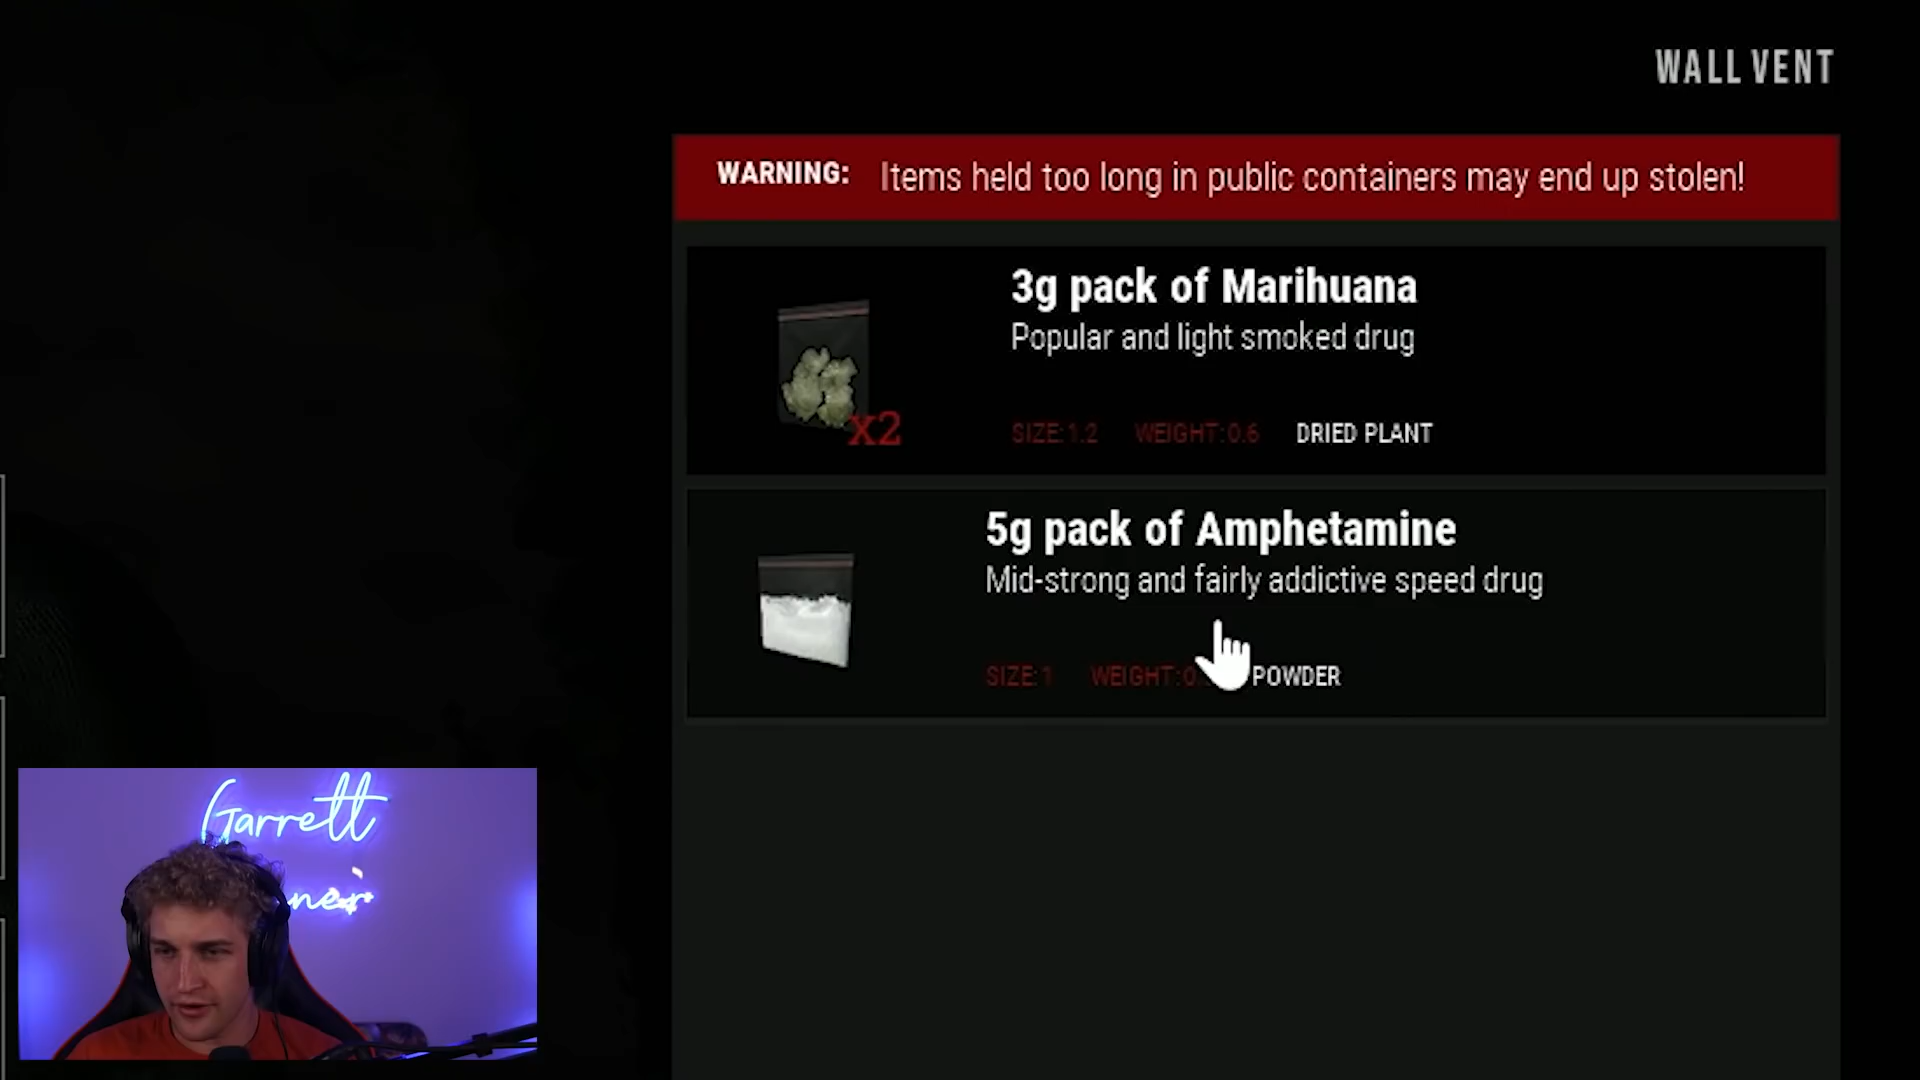 WALL VENT
WARNING: Items held too long in public containers may end up stolen!
3g pack of Marihuana
Popular and light smoked drug
x2
SIZE:1.2 WEIGHT:0.6 DRIED PLANT
5g pack of Amphetamine
Mid-strong and fairly addictive speed drug
SIZE:1 WEIGHT:0. POWDER
Garrett